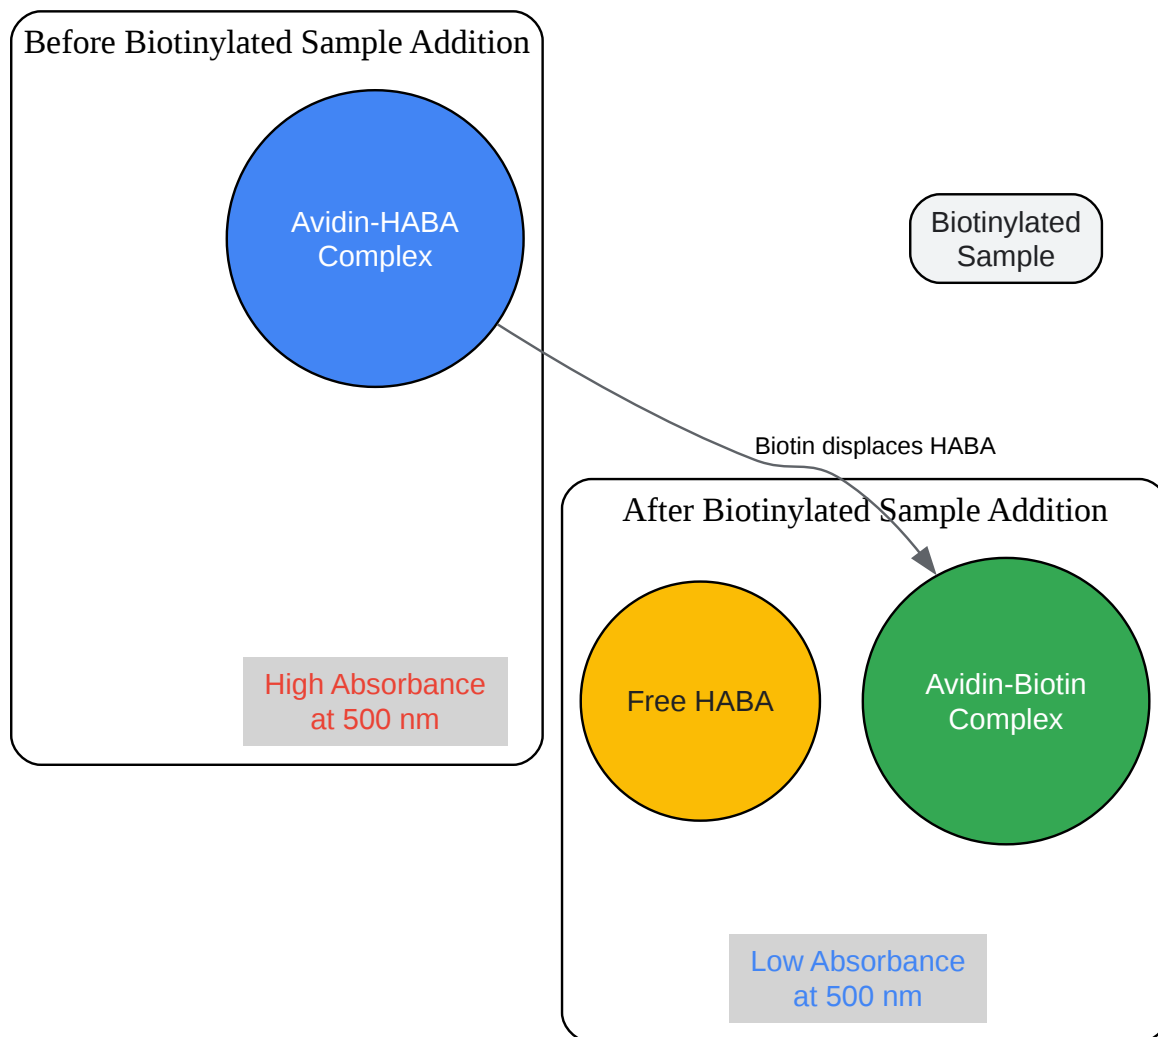 Before Biotinylated Sample Addition
Avidin-HABA
Complex
Biotinylated
Sample
Biotin displaces HABA
After Biotinylated Sample Addition
High Absorbance
at 500 nm
Free HABA
Avidin-Biotin
Complex
Low Absorbance
at 500 nm